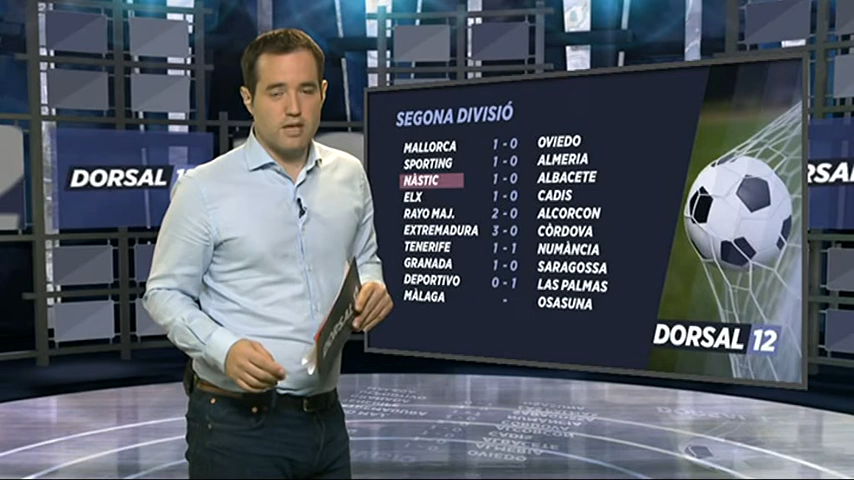 SEGONA DIVISIÓ
MALLORCA 1 - 0 OVIEDO
SPORTING 1 - 0 ALMERIA
NÀSTIC 1 - 0 ALBACETE
ELX 1 - 0 CADIS
RAYO MAJ. 2 - 0 ALCORCON
EXTREMADURA 3 - 0 CÒRDOVA
TENERIFE 1 - 1 NUMÀNCIA
GRANADA 1 - 0 SARAGOSSA
DEPORTIVO 0 - 1 LAS PALMAS
MÀLAGA - OSASUNA
DORSAL 12
DORSAL 12